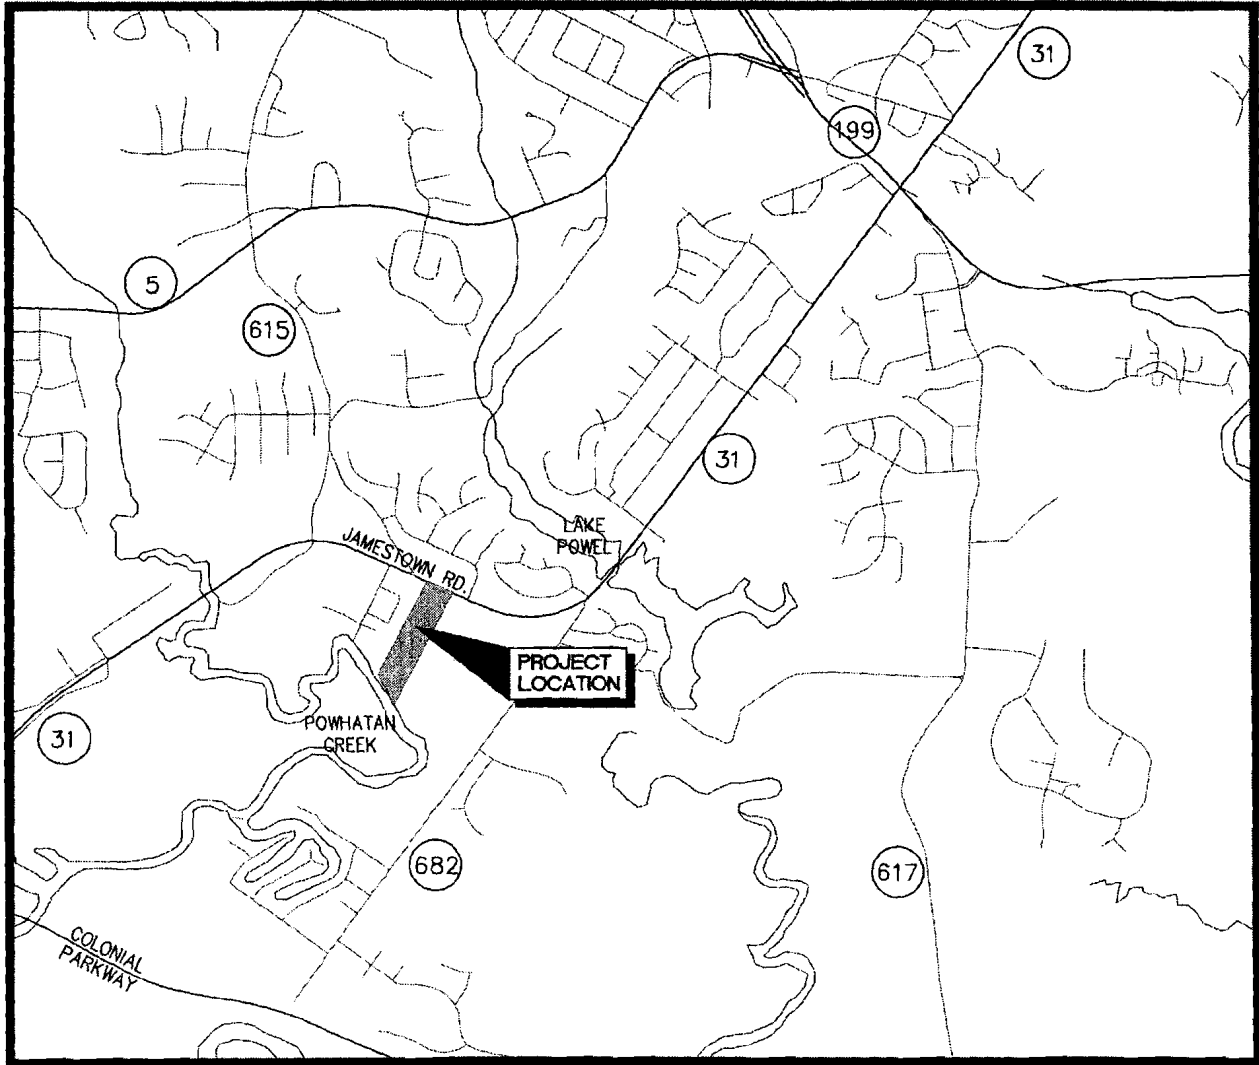 31
199
5
615
31
LAKE
POWEL
JAMESTOWN RD.
PROJECT
LOCATION
POWHATAN
CREEK
31
682
617
COLONIAL
PARKWAY